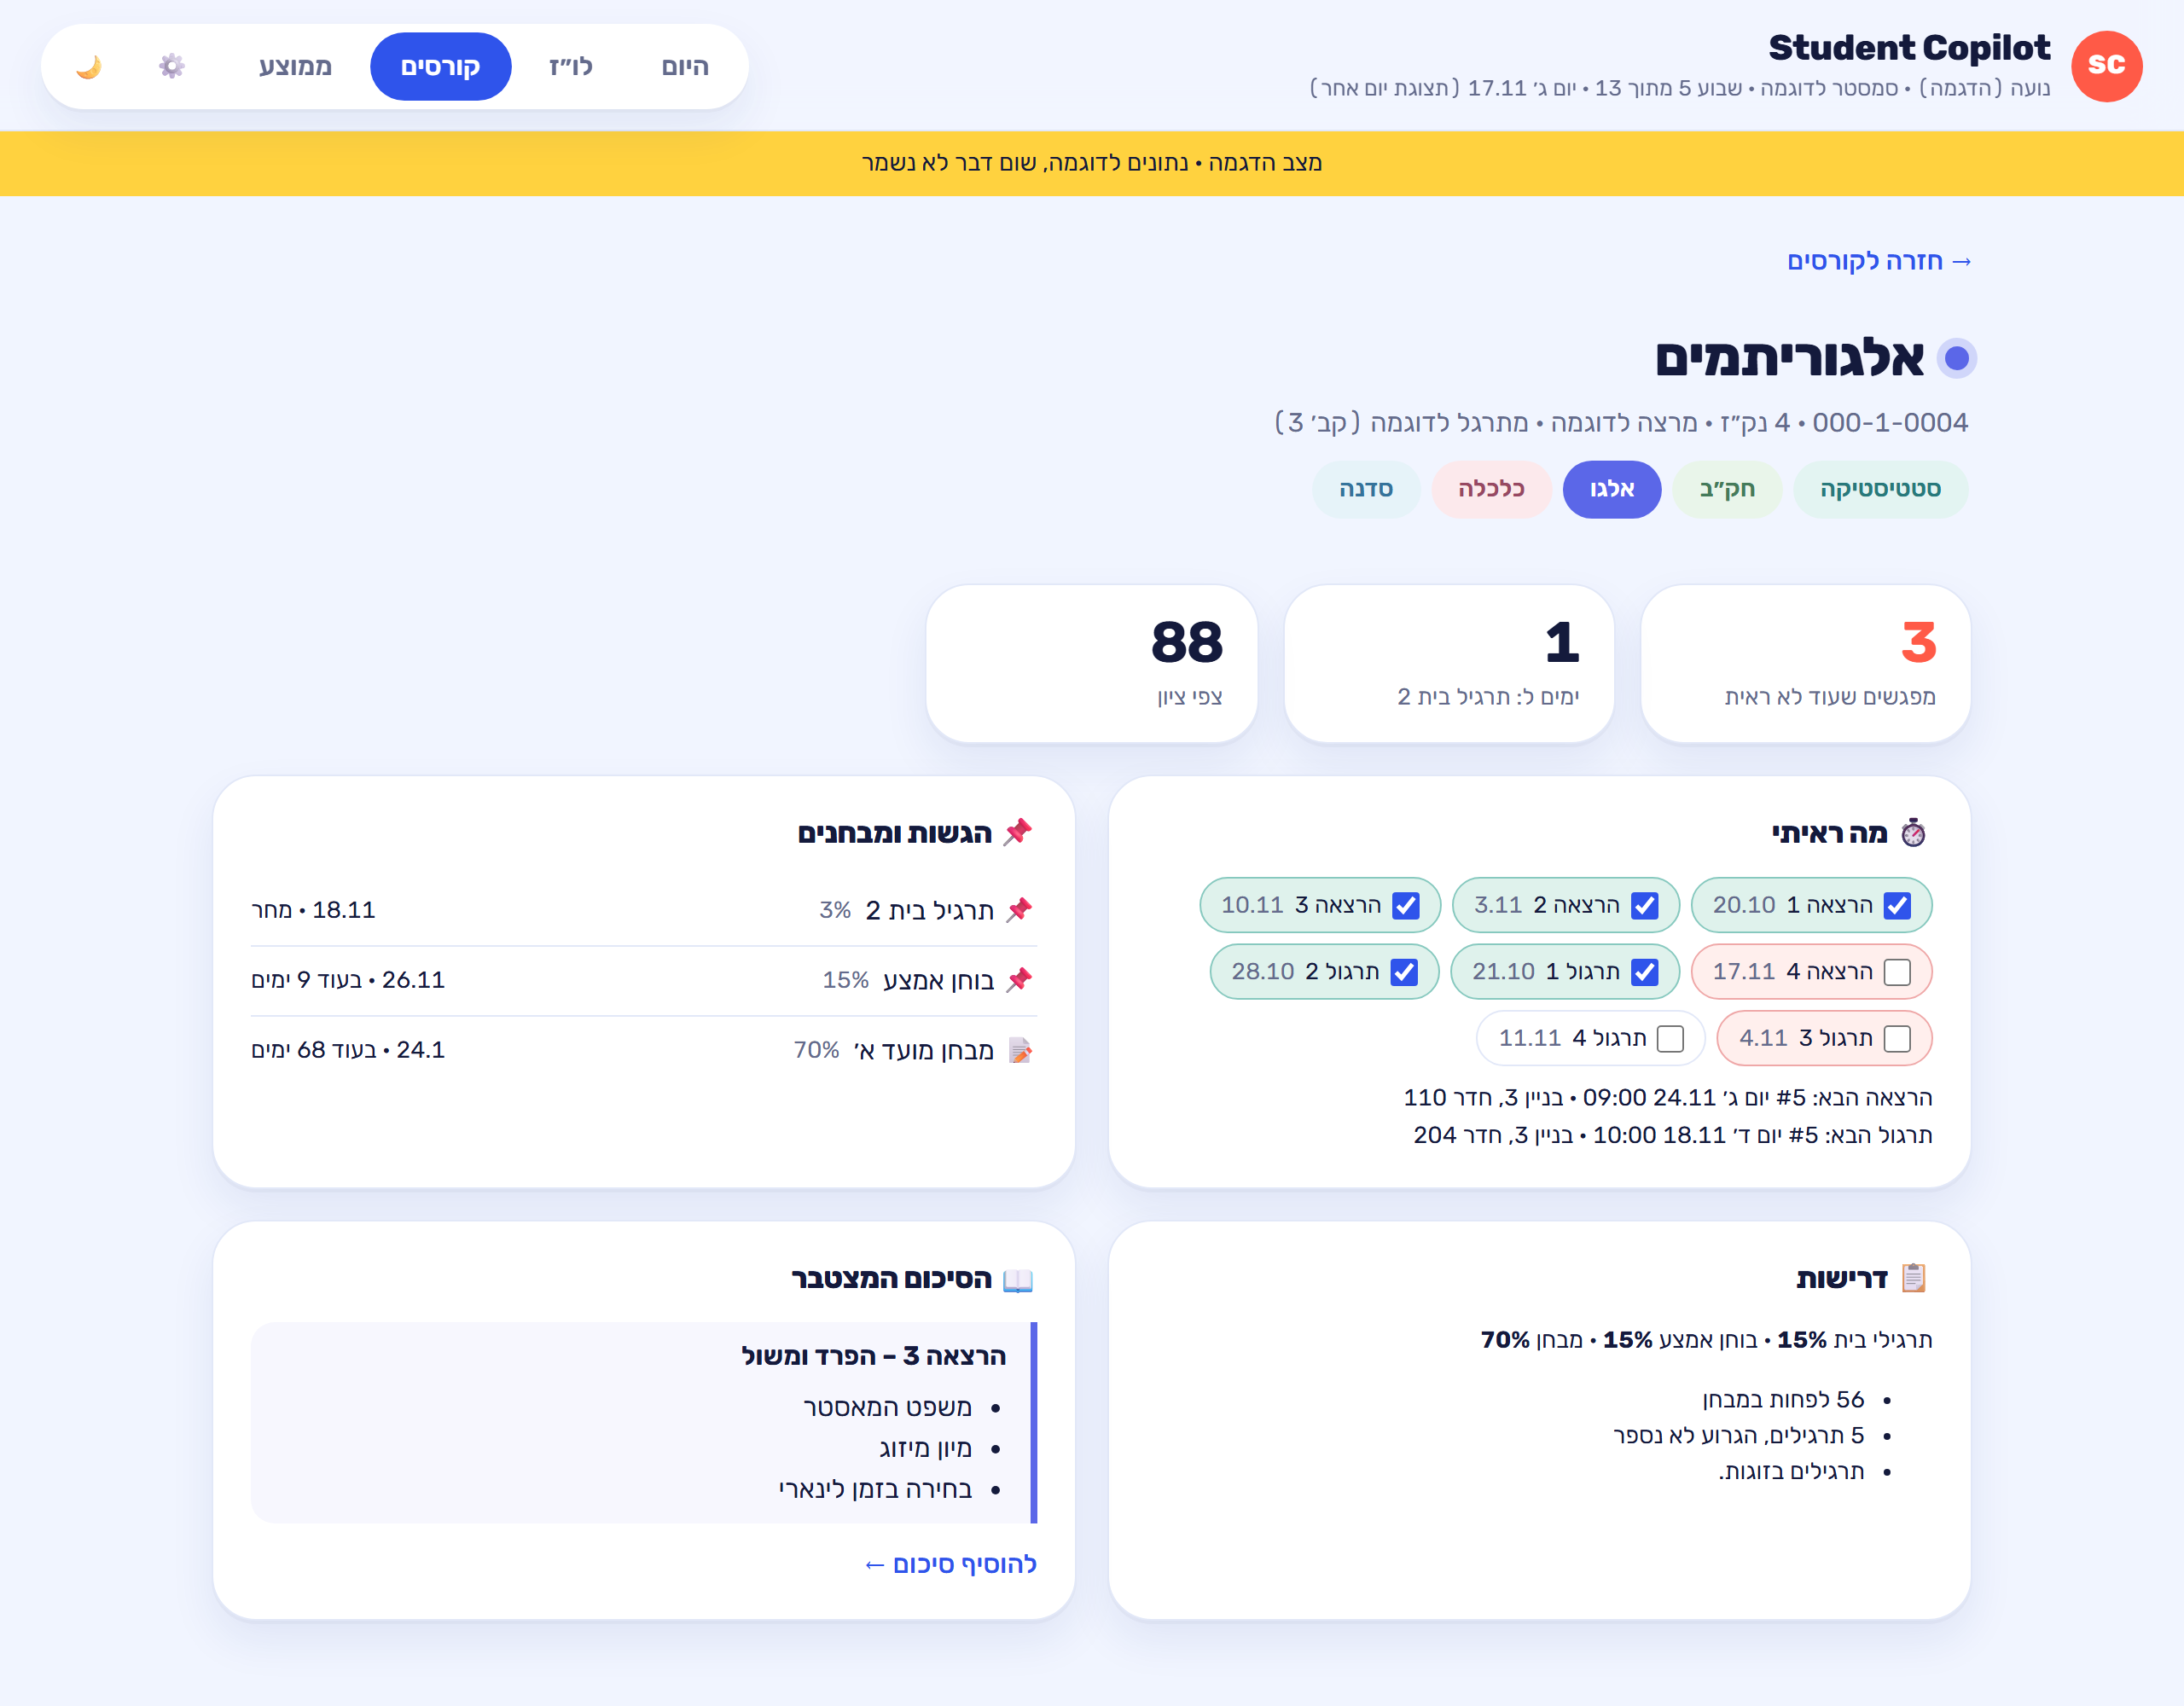 SC
Student Copilot
נועה (הדגמה) • סמסטר לדוגמה • שבוע 5 מתוך 13 • יום ג׳ 17.11 (תצוגת יום אחר)
היום
לו״ז
קורסים
ממוצע
מצב הדגמה • נתונים לדוגמה, שום דבר לא נשמר
→ חזרה לקורסים
אלגוריתמים
000-1-0004 • 4 נק״ז • מרצה לדוגמה • מתרגל לדוגמה (קב׳ 3)
סטטיסטיקה
חק״ב
אלגו
כלכלה
סדנה
3
מפגשים שעוד לא ראית
1
ימים ל: תרגיל בית 2
88
צפי ציון
מה ראיתי
הרצאה 1 20.10
הרצאה 2 3.11
הרצאה 3 10.11
הרצאה 4 17.11
תרגול 1 21.10
תרגול 2 28.10
תרגול 3 4.11
תרגול 4 11.11
הרצאה הבא: #5 יום ג׳ 24.11 09:00 • בניין 3, חדר 110
תרגול הבא: #5 יום ד׳ 18.11 10:00 • בניין 3, חדר 204
הגשות ומבחנים
תרגיל בית 2 3% 18.11 • מחר
בוחן אמצע 15% 26.11 • בעוד 9 ימים
מבחן מועד א׳ 70% 24.1 • בעוד 68 ימים
דרישות
תרגילי בית 15% • בוחן אמצע 15% • מבחן 70%
• 56 לפחות במבחן
• 5 תרגילים, הגרוע לא נספר
• תרגילים בזוגות.
הסיכום המצטבר
הרצאה 3 – הפרד ומשול
• משפט המאסטר
• מיון מיזוג
• בחירה בזמן לינארי
להוסיף סיכום ←